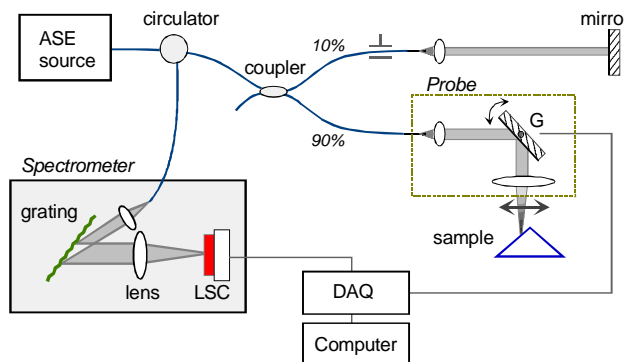 circulator
ASE
source
10%
mirro
coupler
Probe
G
90%
Spectrometer
grating
sample
lens
LSC
DAQ
Computer